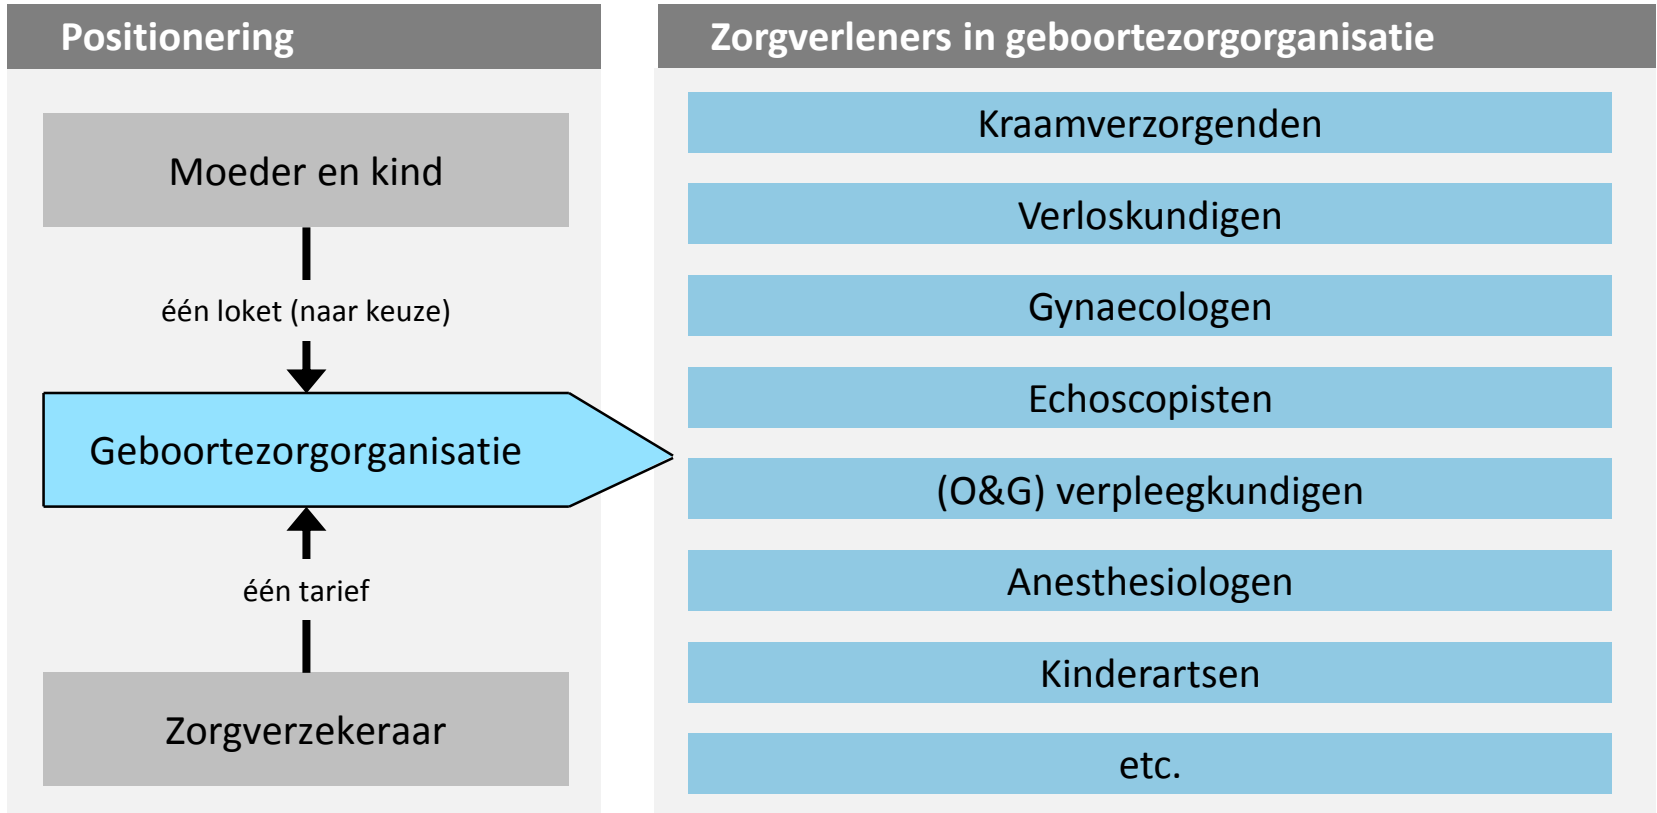 Positionering
Moeder en kind
één loket (naar keuze)
Geboortezorgorganisatie
één tarief
Zorgverzekeraar
Zorgverleners in geboortezorgorganisatie
Kraamverzorgenden
Verloskundigen
Gynaecologen
Echoscopisten
(O&G) verpleegkundigen
Anesthesiologen
Kinderartsen
etc.